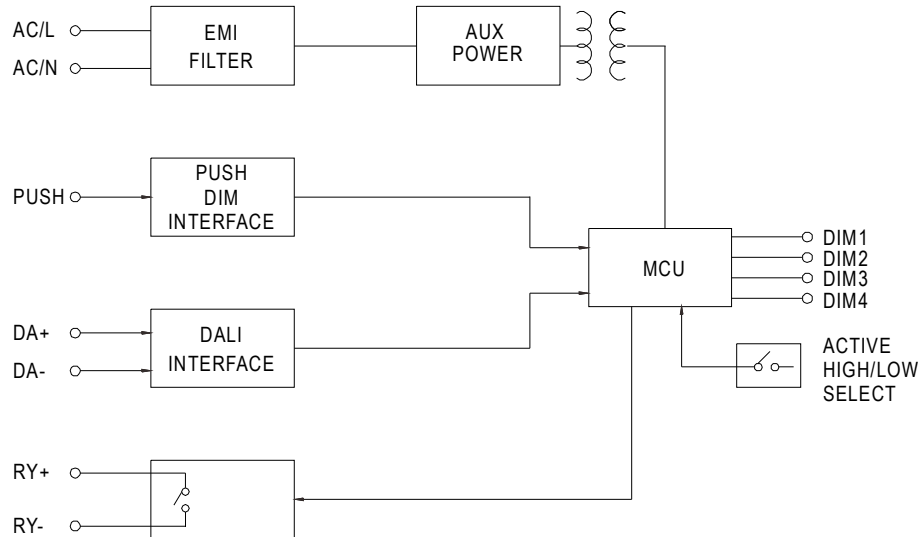 AC/L
AC/N
EMI
FILTER
AUX
POWER
PUSH
PUSH
DIM
INTERFACE
MCU
DIM1
DIM2
DIM3
DIM4
DA+
DA-
DALI
INTERFACE
ACTIVE
HIGH/LOW
SELECT
RY+
RY-